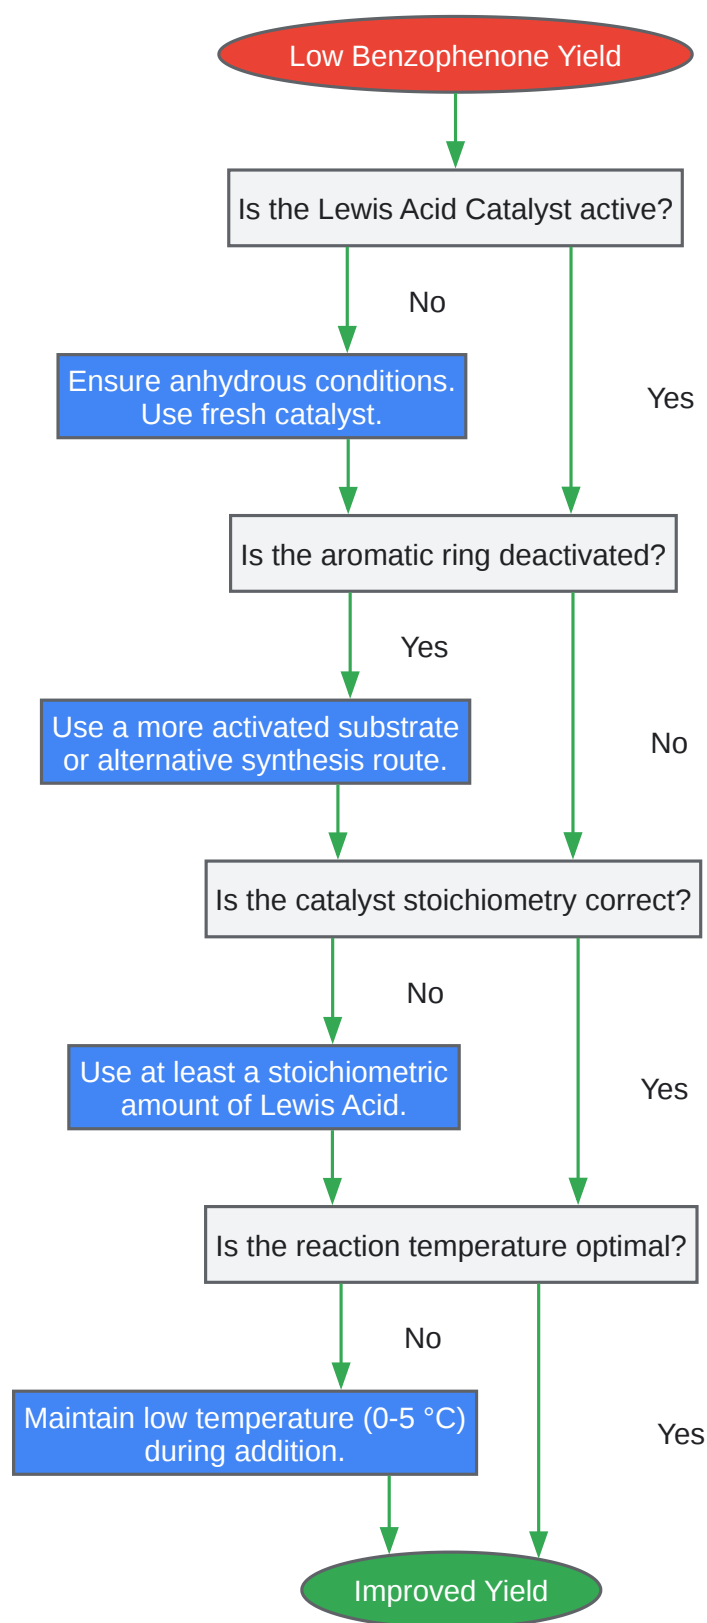 Low Benzophenone Yield
Is the Lewis Acid Catalyst active?
No
Ensure anhydrous conditions.
Use fresh catalyst.
Yes
Is the aromatic ring deactivated?
Yes
Use a more activated substrate
or alternative synthesis route.
No
Is the catalyst stoichiometry correct?
No
Use at least a stoichiometric
amount of Lewis Acid.
Yes
Is the reaction temperature optimal?
No
Maintain low temperature (0-5 °C)
during addition.
Yes
Improved Yield